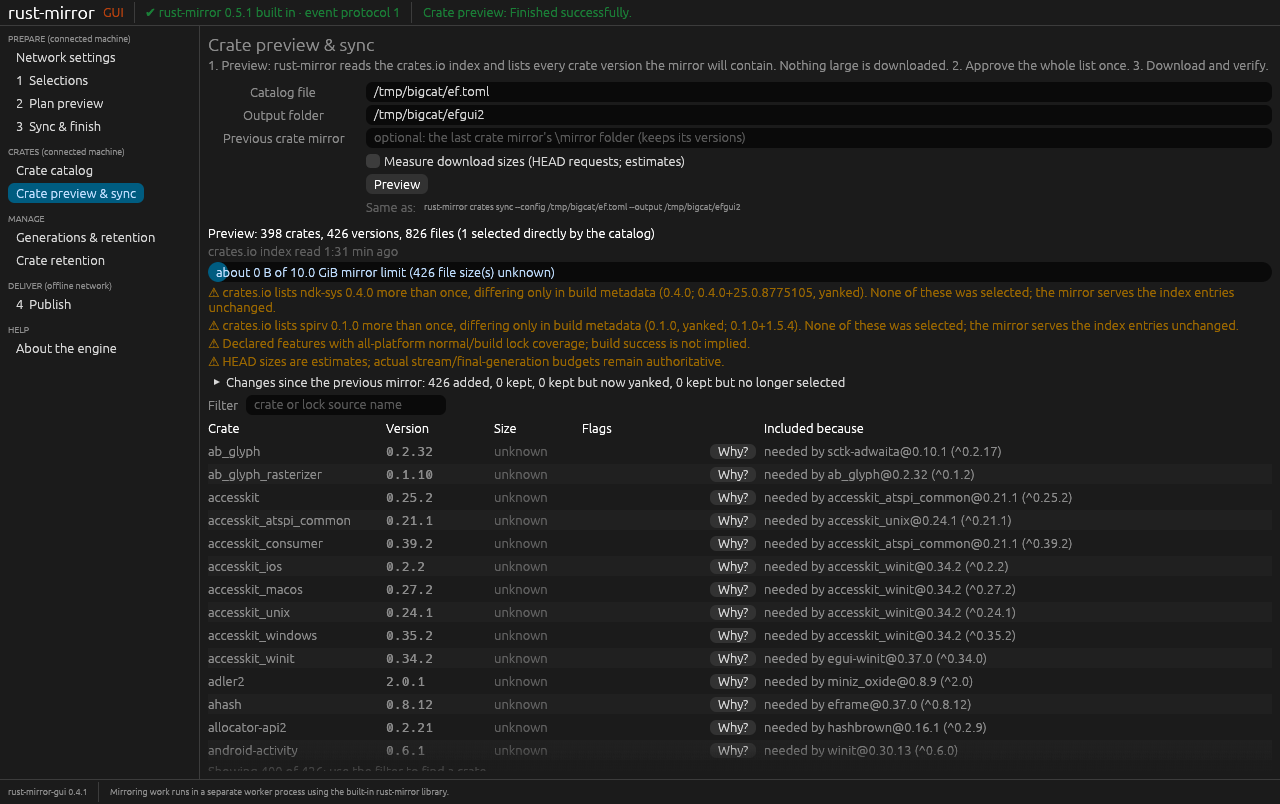 rust-mirror GUI ✔ rust-mirror 0.5.1 built in · event protocol 1 Crate preview: Finished successfully.
PREPARE (connected machine)
Network settings
1 Selections
2 Plan preview
3 Sync & finish
CRATES (connected machine)
Crate catalog
Crate preview & sync
MANAGE
Generations & retention
Crate retention
DELIVER (offline network)
4 Publish
HELP
About the engine
Crate preview & sync
1. Preview: rust-mirror reads the crates.io index and lists every crate version the mirror will contain. Nothing large is downloaded. 2. Approve the whole list once. 3. Download and verify.
Catalog file /tmp/bigcat/ef.toml
Output folder /tmp/bigcat/efgui2
Previous crate mirror optional: the last crate mirror's \mirror folder (keeps its versions)
Measure download sizes (HEAD requests; estimates)
Preview
Same as: rust-mirror crates sync --config /tmp/bigcat/ef.toml --output /tmp/bigcat/efgui2
Preview: 398 crates, 426 versions, 826 files (1 selected directly by the catalog)
crates.io index read 1:31 min ago
about 0 B of 10.0 GiB mirror limit (426 file size(s) unknown)
⚠ crates.io lists ndk-sys 0.4.0 more than once, differing only in build metadata (0.4.0; 0.4.0+25.0.8775105, yanked). None of these was selected; the mirror serves the index entries
unchanged.
⚠ crates.io lists spirv 0.1.0 more than once, differing only in build metadata (0.1.0, yanked; 0.1.0+1.5.4). None of these was selected; the mirror serves the index entries unchanged.
⚠ Declared features with all-platform normal/build lock coverage; build success is not implied.
⚠ HEAD sizes are estimates; actual stream/final-generation budgets remain authoritative.
▸ Changes since the previous mirror: 426 added, 0 kept, 0 kept but now yanked, 0 kept but no longer selected
Filter crate or lock source name
Crate Version Size Flags Included because
ab_glyph 0.2.32 unknown Why? needed by sctk-adwaita@0.10.1 (^0.2.17)
ab_glyph_rasterizer 0.1.10 unknown Why? needed by ab_glyph@0.2.32 (^0.1.2)
accesskit 0.25.2 unknown Why? needed by accesskit_atspi_common@0.21.1 (^0.25.2)
accesskit_atspi_common 0.21.1 unknown Why? needed by accesskit_unix@0.24.1 (^0.21.1)
accesskit_consumer 0.39.2 unknown Why? needed by accesskit_atspi_common@0.21.1 (^0.39.2)
accesskit_ios 0.2.2 unknown Why? needed by accesskit_winit@0.34.2 (^0.2.2)
accesskit_macos 0.27.2 unknown Why? needed by accesskit_winit@0.34.2 (^0.27.2)
accesskit_unix 0.24.1 unknown Why? needed by accesskit_winit@0.34.2 (^0.24.1)
accesskit_windows 0.35.2 unknown Why? needed by accesskit_winit@0.34.2 (^0.35.2)
accesskit_winit 0.34.2 unknown Why? needed by egui-winit@0.37.0 (^0.34.0)
adler2 2.0.1 unknown Why? needed by miniz_oxide@0.8.9 (^2.0)
ahash 0.8.12 unknown Why? needed by eframe@0.37.0 (^0.8.12)
allocator-api2 0.2.21 unknown Why? needed by hashbrown@0.16.1 (^0.2.9)
android-activity 0.6.1 unknown Why? needed by winit@0.30.13 (^0.6.0)
Showing 400 of 426; use the filter to find a crate
rust-mirror-gui 0.4.1 Mirroring work runs in a separate worker process using the built-in rust-mirror library.